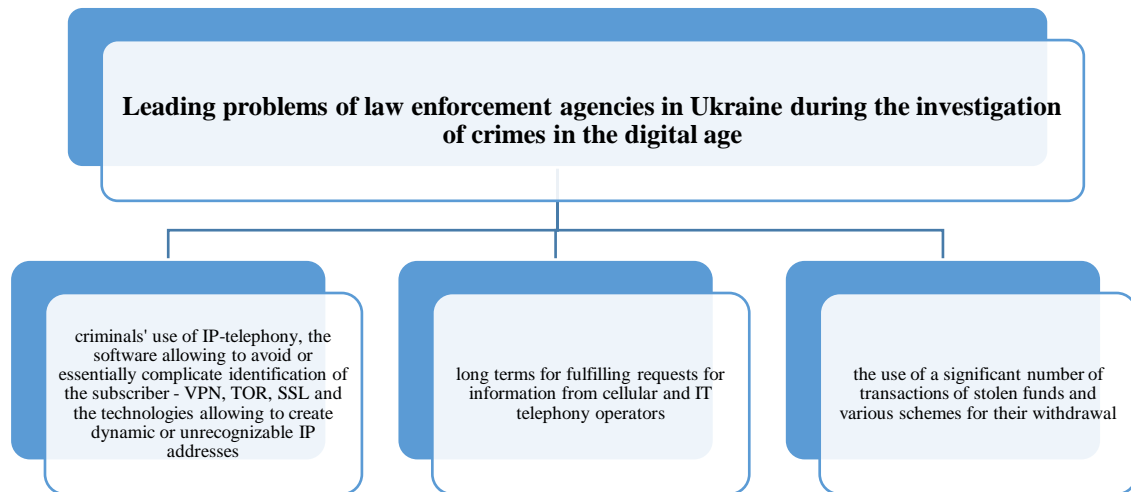 Leading problems of law enforcement agencies in Ukraine during the investigation
of crimes in the digital age
criminals' use of IP-telephony, the
software allowing to avoid or
essentially complicate identification of
the subscriber - VPN, TOR, SSL and
the technologies allowing to create
dynamic or unrecognizable IP
addresses
long terms for fulfilling requests for
information from cellular and IT
telephony operators
the use of a significant number of
transactions of stolen funds and
various schemes for their withdrawal